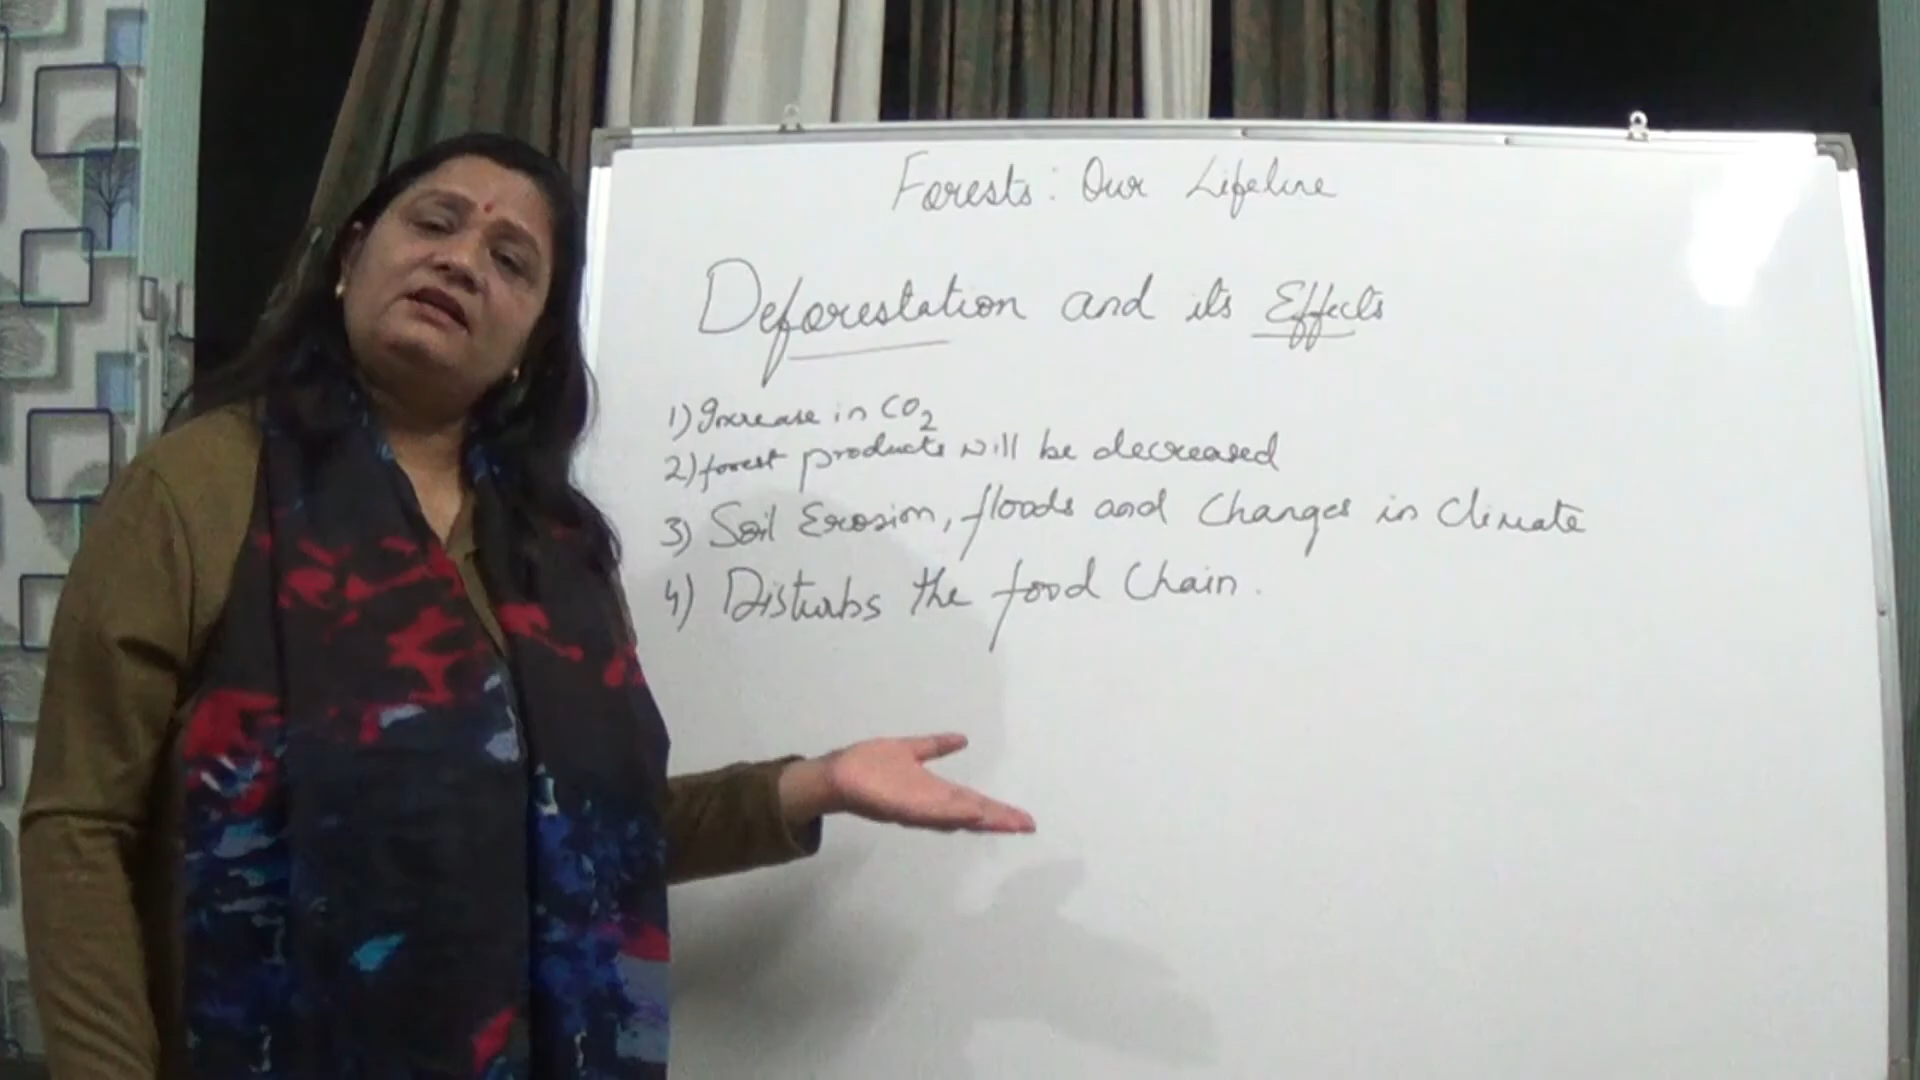 Forests: Our Lifeline
Deforestation and its Effects
1) Increase in CO2
2) forest products will be decreased
3) Soil Erosion, floods and Changes in Climate
4) Disturbs the food Chain.